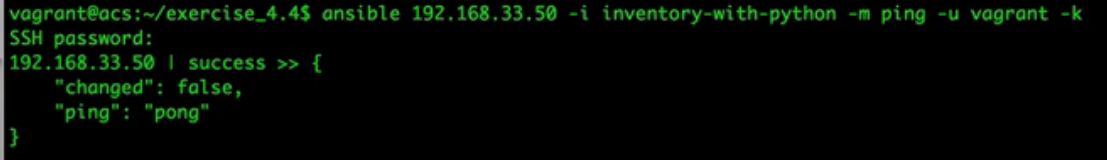 vagrant@acs:~/exercise_4.4$ ansible 192.168.33.50 -i inventory-with-python -m ping -u vagrant -k
SSH password:
192.168.33.50 | success >> {
    "changed": false,
    "ping": "pong"
}